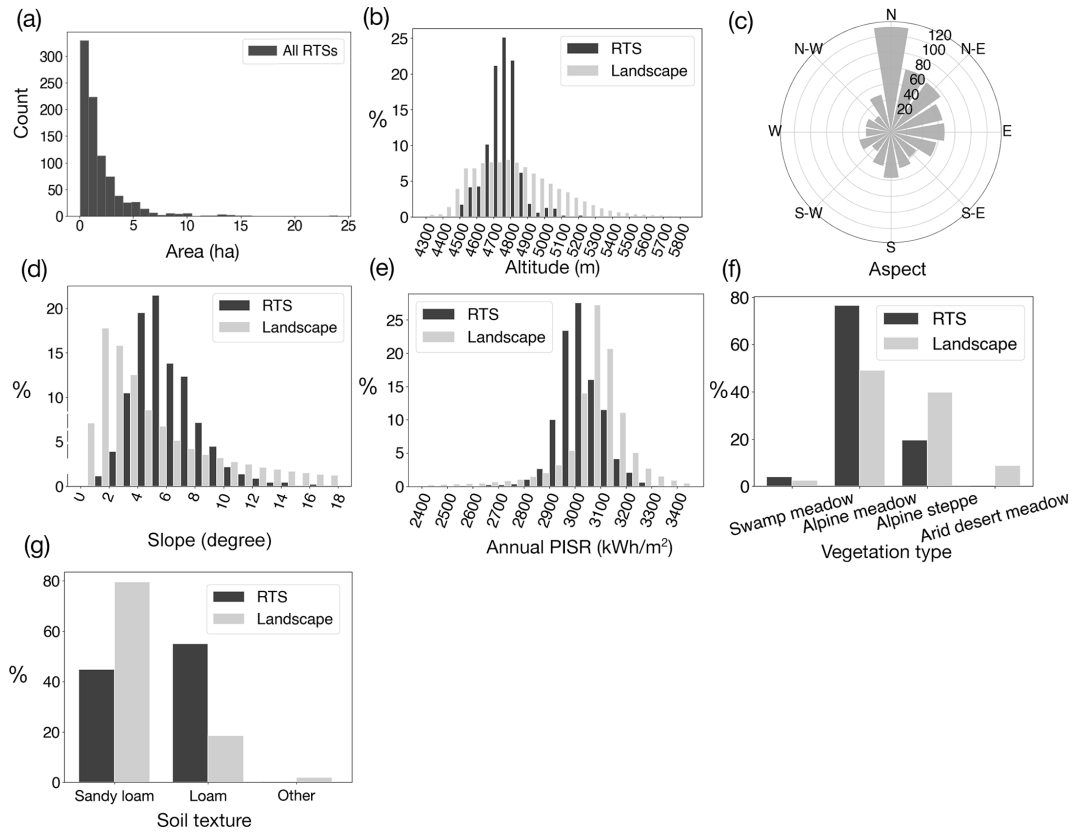 (a)
All RTSs
Count
300
250
200
150
100
50
0
0 5 10 15 20 25
Area (ha)
(b)
RTS
Landscape
%
25
20
15
10
5
0
4300 4400 4500 4600 4700 4800 4900 5000 5100 5200 5300 5400 5500 5600 5700 5800
Altitude (m)
(c)
N
N-W
N-E
120
100
80
60
40
20
W
E
S-W
S-E
S
Aspect
(d)
RTS
Landscape
%
20
15
10
5
0
0 2 4 6 8 10 12 14 16 18
Slope (degree)
(e)
RTS
Landscape
%
25
20
15
10
5
0
2400 2500 2600 2700 2800 2900 3000 3100 3200 3300 3400
Annual PISR (kWh/m²)
(f)
RTS
Landscape
%
80
60
40
20
0
Swamp meadow
Alpine meadow
Alpine steppe
Arid desert meadow
Vegetation type
(g)
RTS
Landscape
%
80
60
40
20
0
Sandy loam Loam Other
Soil texture